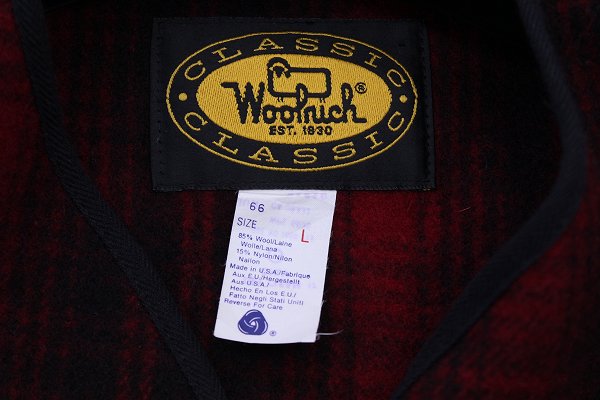 CLASSIC
Woolrich®
EST. 1830
CLASSIC
66
SIZE L
85% Wool/Laine
Wolle/Lana
15% Nylon/Nilon
Nailon
Made in U.S.A./Fabrique
Aux E.U./Hergestellt
Aus U.S.A./
Hecho En Los E.U./
Fatto Negli Stati Uniti
Reverse For Care
®